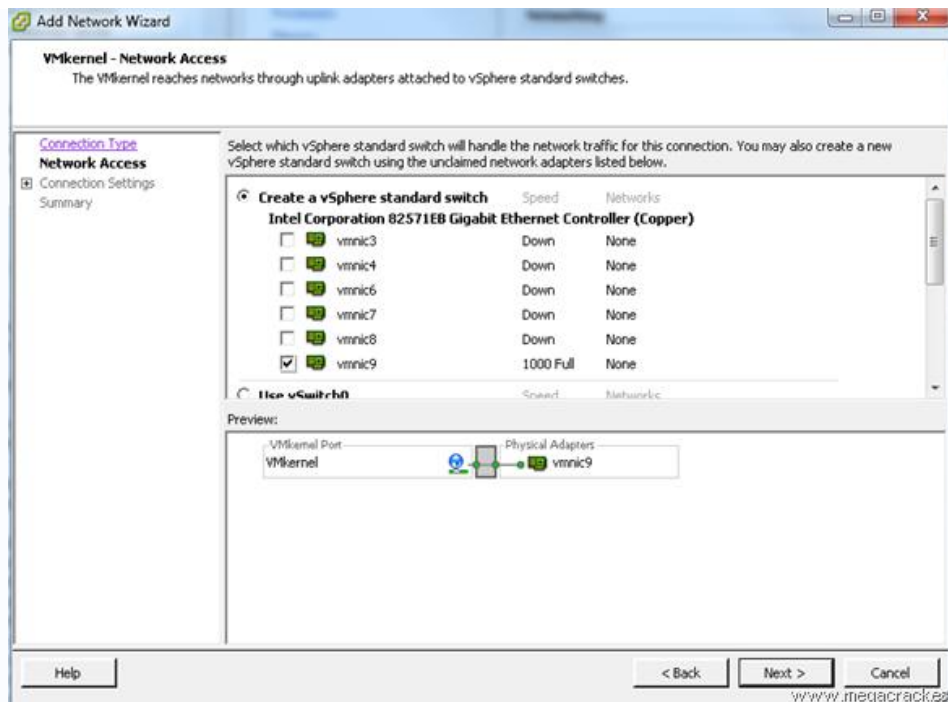 Add Network Wizard
VMkernel - Network Access
The VMkernel reaches networks through uplink adapters attached to vSphere standard switches.
Connection Type
Network Access
Connection Settings
Summary
Select which vSphere standard switch will handle the network traffic for this connection. You may also create a new
vSphere standard switch using the unclaimed network adapters listed below.
Create a vSphere standard switch Speed Networks
Intel Corporation 82571EB Gigabit Ethernet Controller (Copper)
vmnic3 Down None
vmnic4 Down None
vmnic6 Down None
vmnic7 Down None
vmnic8 Down None
vmnic9 1000 Full None
Use vSwitch0 Speed Networks
Preview:
VMkernel Port Physical Adapters
VMkernel vmnic9
Help < Back Next > Cancel
www.megacrack.es